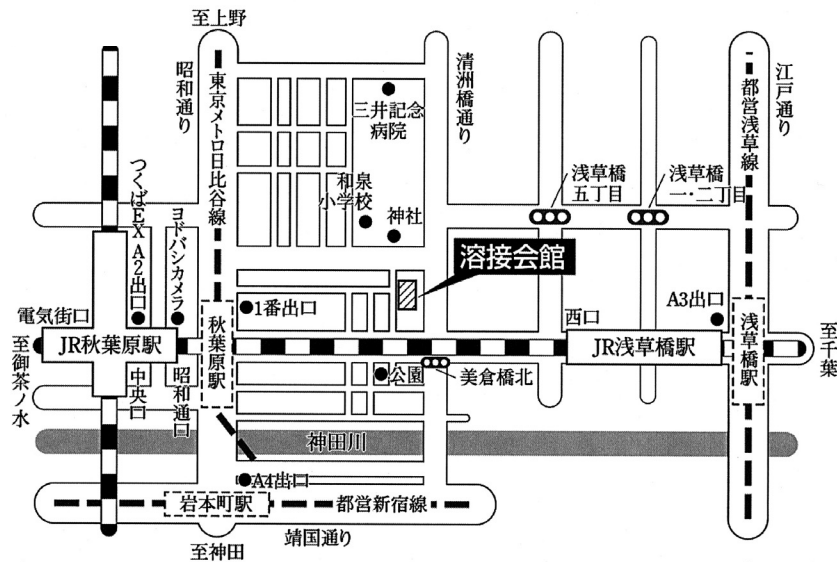 至上野
昭和通り
東京メトロ日比谷線
三井記念
病院
清洲橋通り
江戸通り
都営浅草線
つくばEX A2出口
ヨドバシカメラ
和泉
小学校
神社
浅草橋
五丁目
浅草橋
一・二丁目
溶接会館
電気街口
1番出口
西口
A3出口
至御茶ノ水
JR秋葉原駅
秋葉原駅
JR浅草橋駅
浅草橋駅
至千葉
中央口
昭和通口
公園
美倉橋北
神田川
A4出口
岩本町駅
都営新宿線
靖国通り
至神田